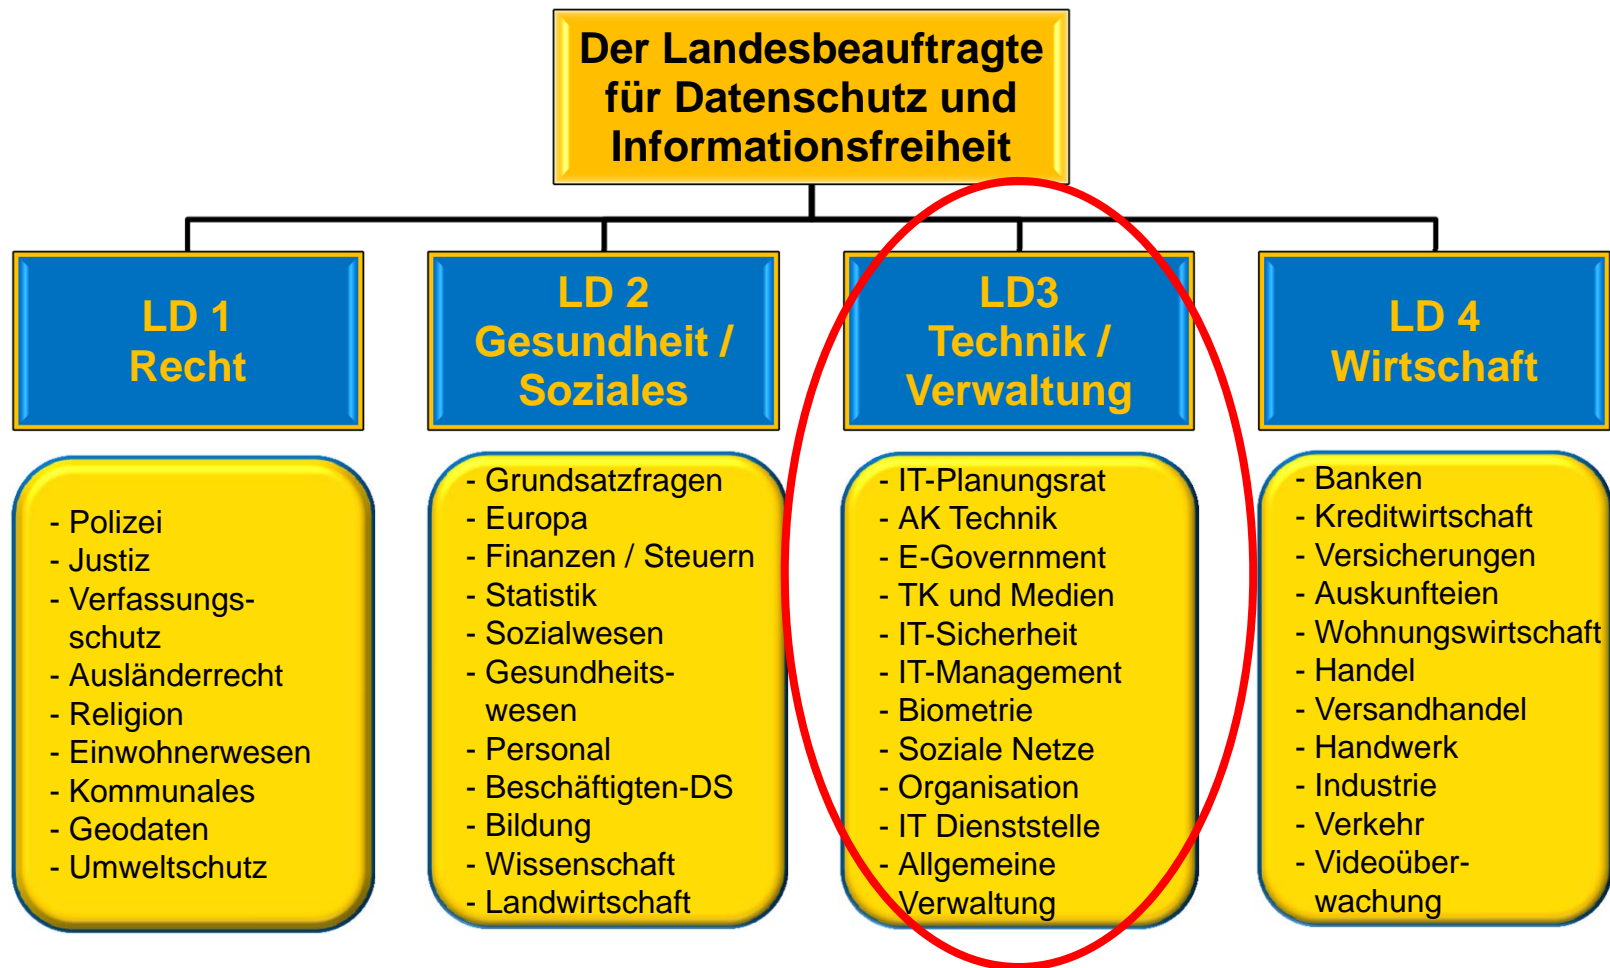 Der Landesbeauftragte
für Datenschutz und
Informationsfreiheit
LD 1
Recht
- Polizei
- Justiz
- Verfassungs-
schutz
- Ausländerrecht
- Religion
- Einwohnerwesen
- Kommunales
- Geodaten
- Umweltschutz
LD 2
Gesundheit /
Soziales
- Grundsatzfragen
- Europa
- Finanzen / Steuern
- Statistik
- Sozialwesen
- Gesundheits-
wesen
- Personal
- Beschäftigten-DS
- Bildung
- Wissenschaft
- Landwirtschaft
LD3
Technik /
Verwaltung
- IT-Planungsrat
- AK Technik
- E-Government
- TK und Medien
- IT-Sicherheit
- IT-Management
- Biometrie
- Soziale Netze
- Organisation
- IT Dienststelle
- Allgemeine
Verwaltung
LD 4
Wirtschaft
- Banken
- Kreditwirtschaft
- Versicherungen
- Auskunfteien
- Wohnungswirtschaft
- Handel
- Versandhandel
- Handwerk
- Industrie
- Verkehr
- Videoüber-
wachung